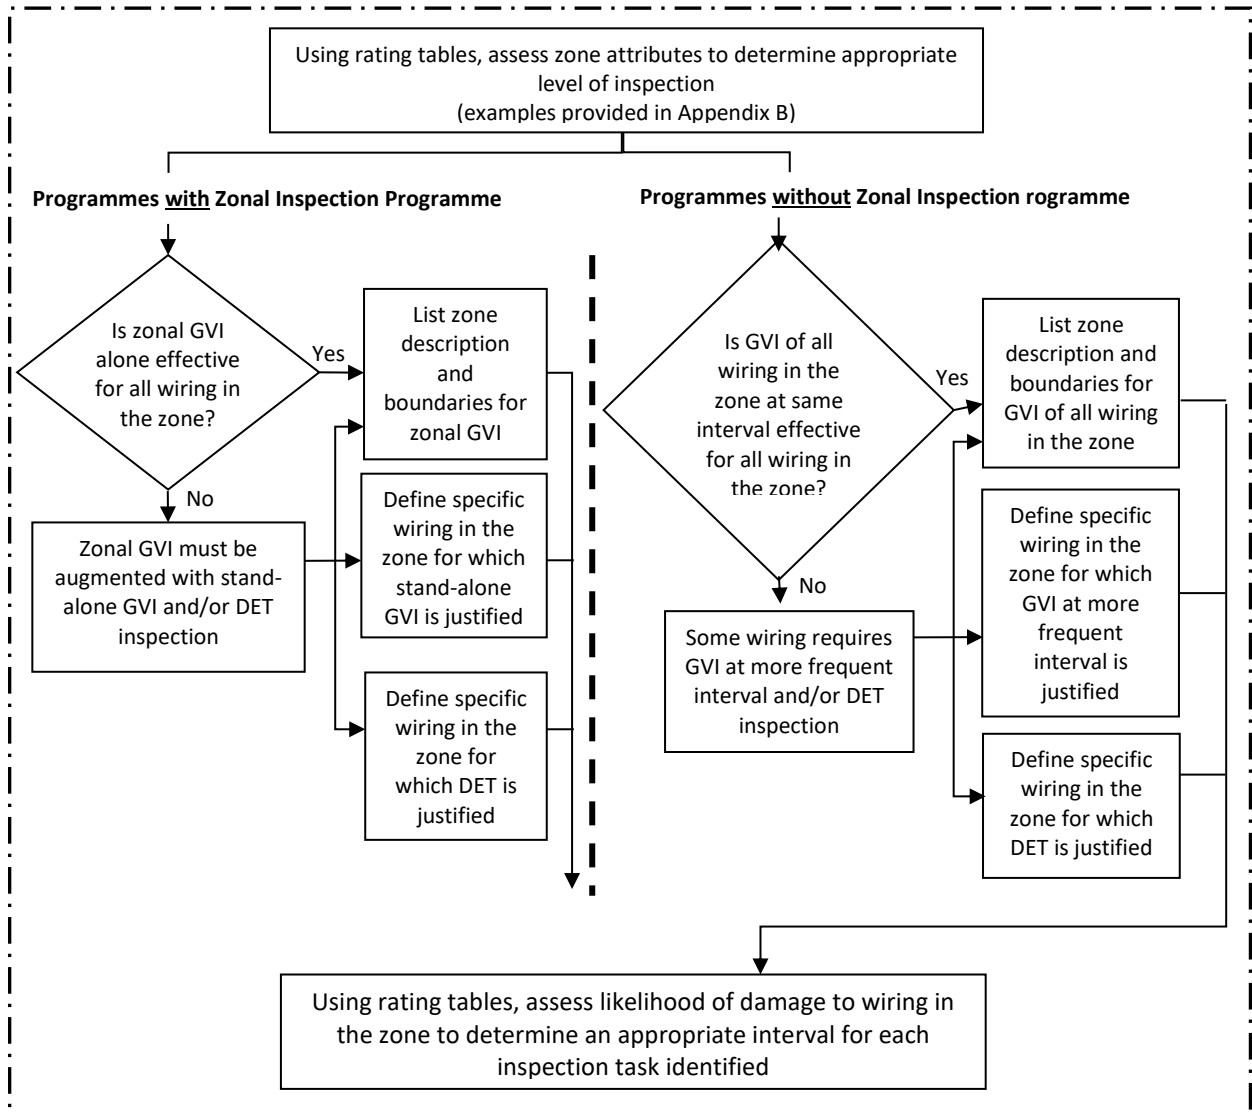 Using rating tables, assess zone attributes to determine appropriate
level of inspection
(examples provided in Appendix B)
Programmes with Zonal Inspection Programme
Is zonal GVI
alone effective
for all wiring in
the zone?
Yes
No
List zone
description
and
boundaries for
zonal GVI
Zonal GVI must be
augmented with stand-
alone GVI and/or DET
inspection
Define specific
wiring in the
zone for which
stand-alone
GVI is justified
Define specific
wiring in the
zone for
which DET is
justified
Programmes without Zonal Inspection rogramme
Is GVI of all
wiring in the
zone at same
interval effective
for all wiring in
the zone?
Yes
No
List zone
description and
boundaries for
GVI of all wiring
in the zone
Some wiring requires
GVI at more frequent
interval and/or DET
inspection
Define specific
wiring in the
zone for which
GVI at more
frequent
interval is
justified
Define specific
wiring in the
zone for which
DET is justified
Using rating tables, assess likelihood of damage to wiring in
the zone to determine an appropriate interval for each
inspection task identified